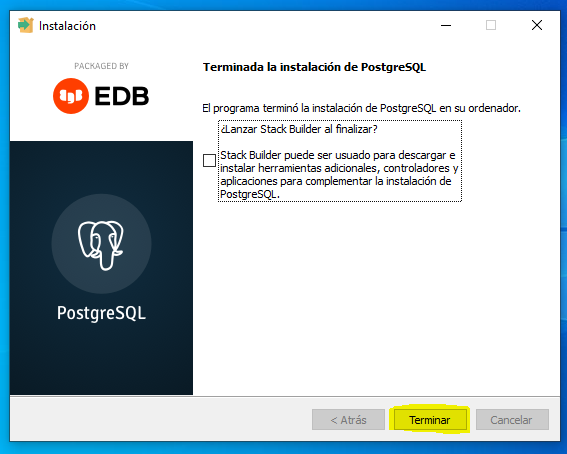 Instalación
PACKAGED BY
EDB
Terminada la instalación de PostgreSQL
El programa terminó la instalación de PostgreSQL en su ordenador.
¿Lanzar Stack Builder al finalizar?
Stack Builder puede ser usado para descargar e
instalar herramientas adicionales, controladores y
aplicaciones para complementar la instalación de
PostgreSQL.
PostgreSQL
< Atrás
Terminar
Cancelar